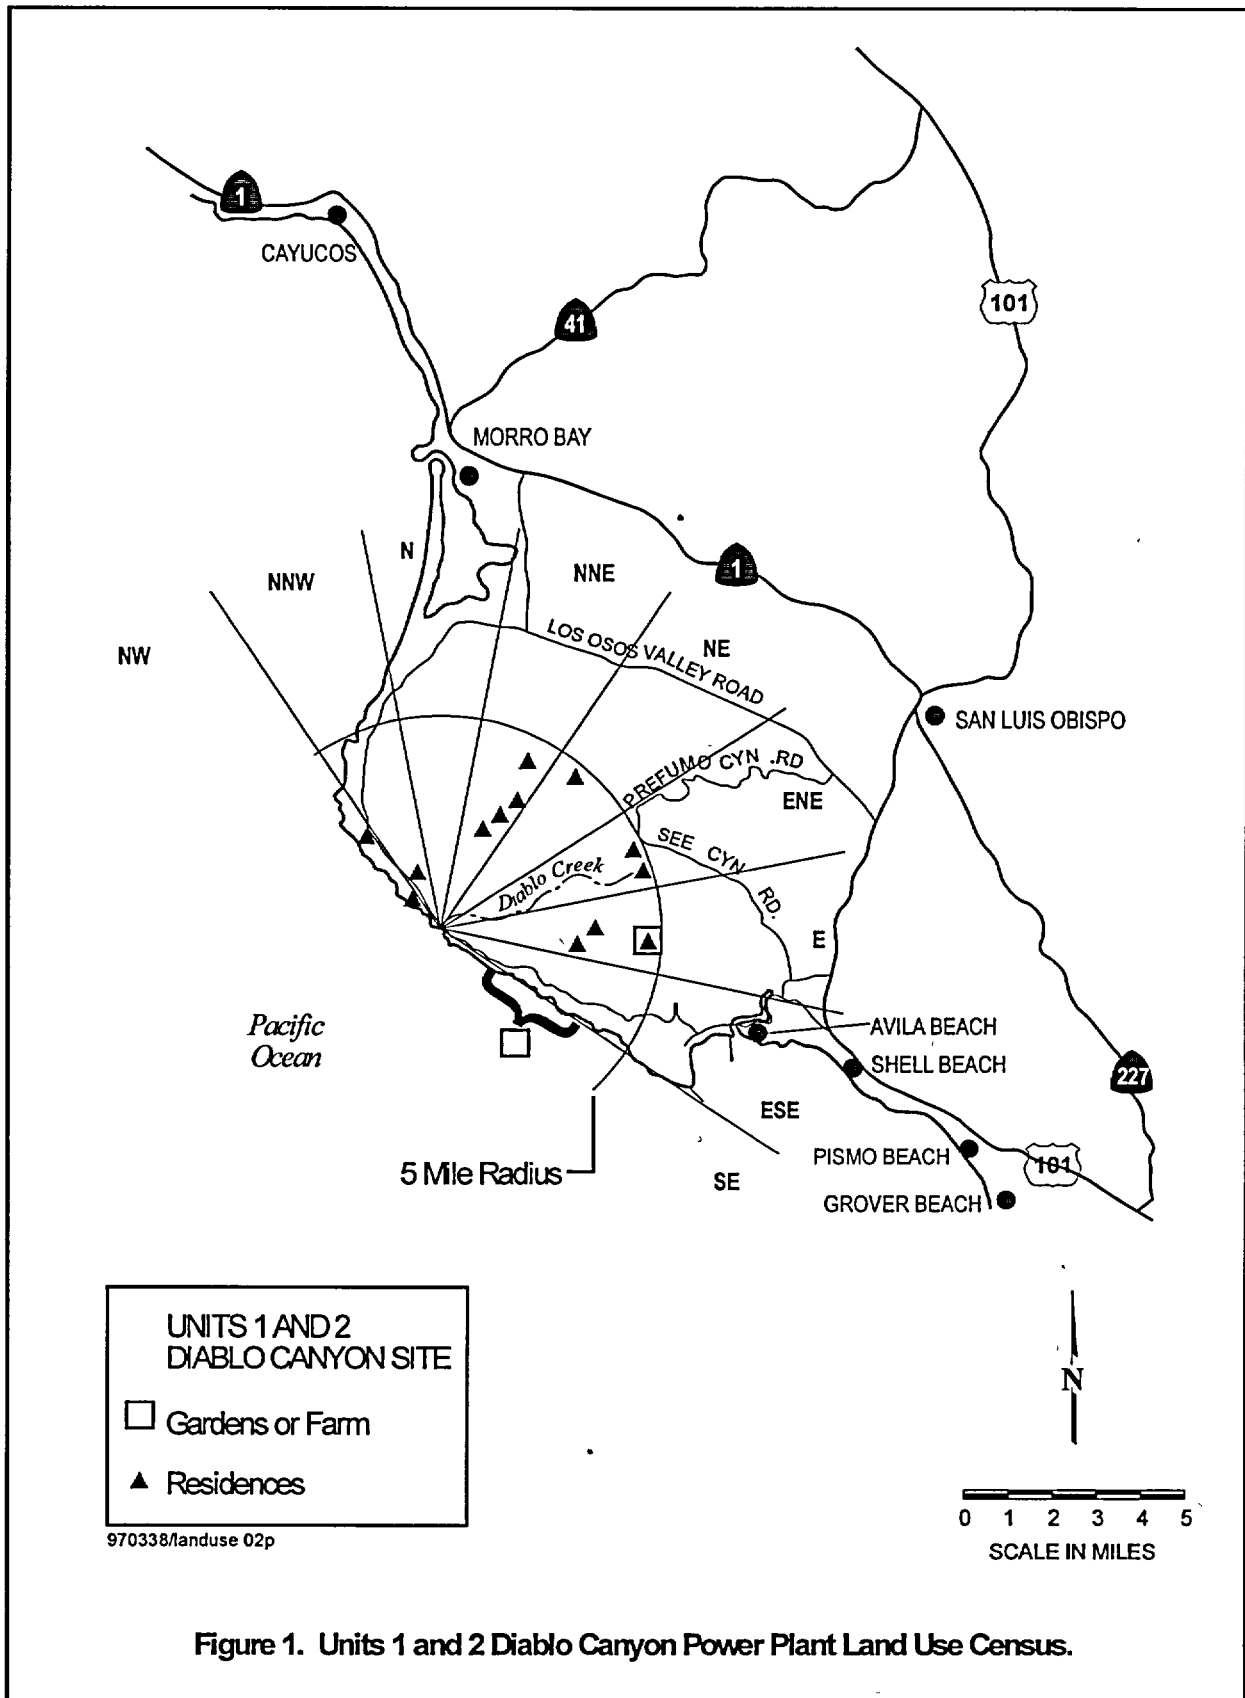 1
CAYUCOS
101
41
MORRO BAY
N
NNW
NNE
1
NW
NE
LOS OSOS VALLEY ROAD
SAN LUIS OBISPO
PREFUMO CYN .RD
ENE
SEE CYN RD.
Diablo Creek
E
Pacific
Ocean
AVILA BEACH
SHELL BEACH
227
ESE
PISMO BEACH
101
5 Mile Radius
SE
GROVER BEACH
UNITS 1 AND 2
DIABLO CANYON SITE
Gardens or Farm
Residences
N
970338/landuse 02p
0 1 2 3 4 5
SCALE IN MILES
Figure 1. Units 1 and 2 Diablo Canyon Power Plant Land Use Census.